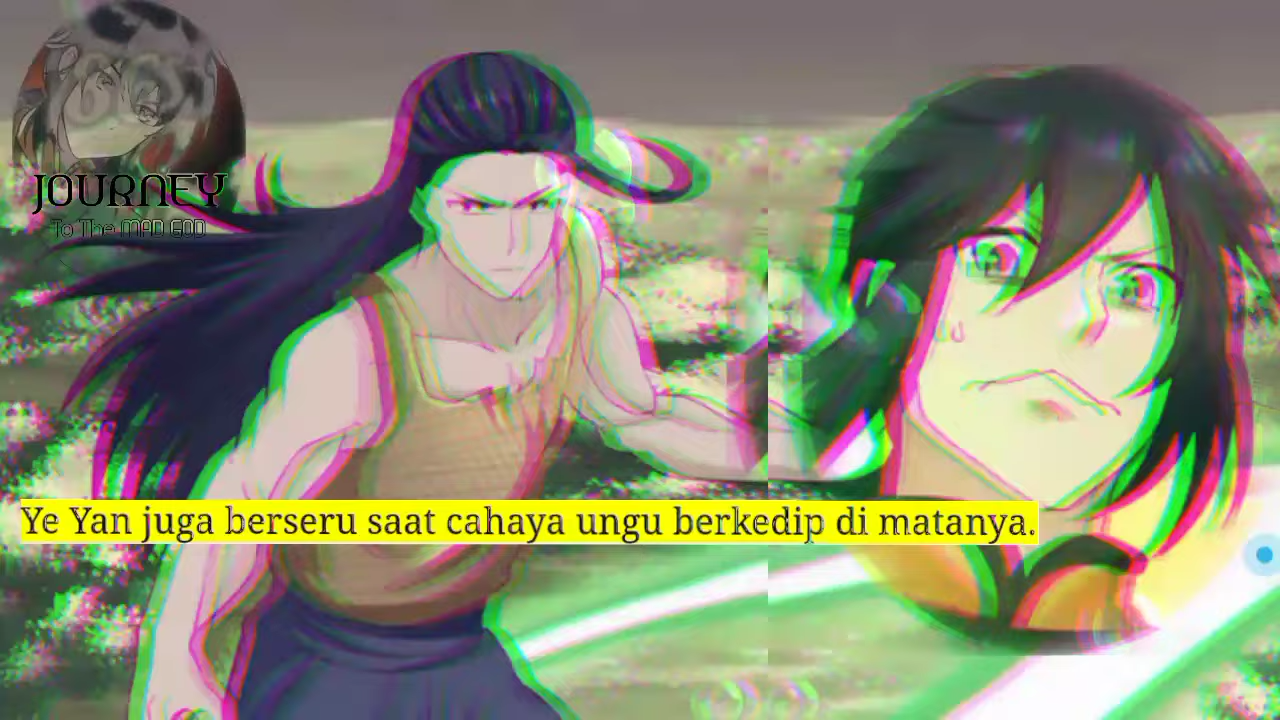 JOURNEY
To The MAD GOD
Ye Yan juga berseru saat cahaya ungu berkedip di matanya.